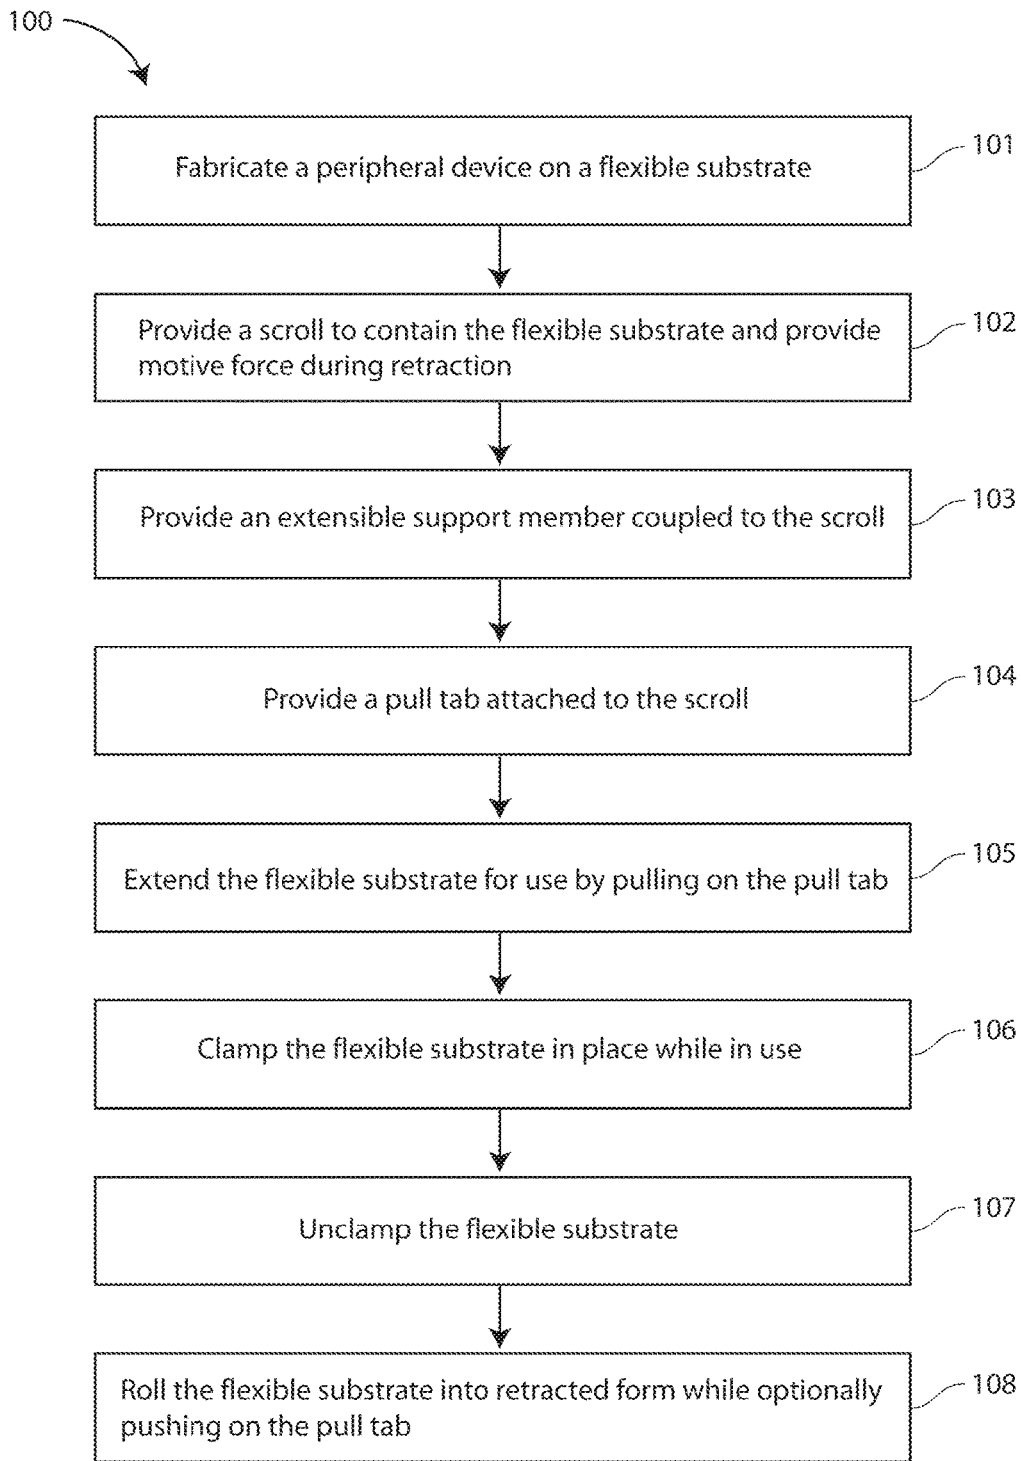 100
Fabricate a peripheral device on a flexible substrate
101
Provide a scroll to contain the flexible substrate and provide
motive force during retraction
102
Provide an extensible support member coupled to the scroll
103
Provide a pull tab attached to the scroll
104
Extend the flexible substrate for use by pulling on the pull tab
105
Clamp the flexible substrate in place while in use
106
Unclamp the flexible substrate
107
Roll the flexible substrate into retracted form while optionally
pushing on the pull tab
108